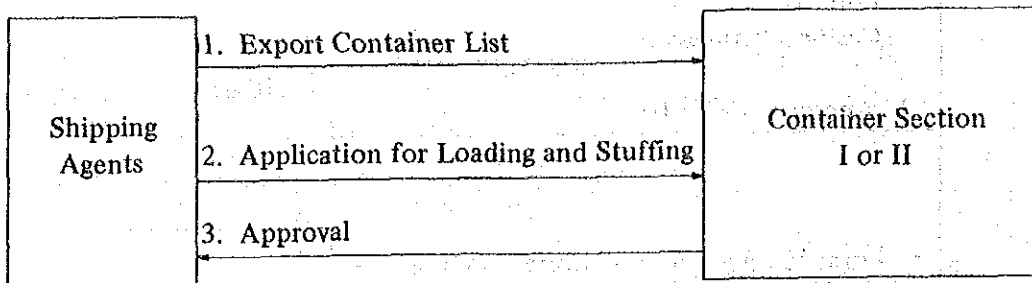 1. Export Container List
Shipping
Agents
2. Application for Loading and Stuffing
3. Approval
Container Section
I or II